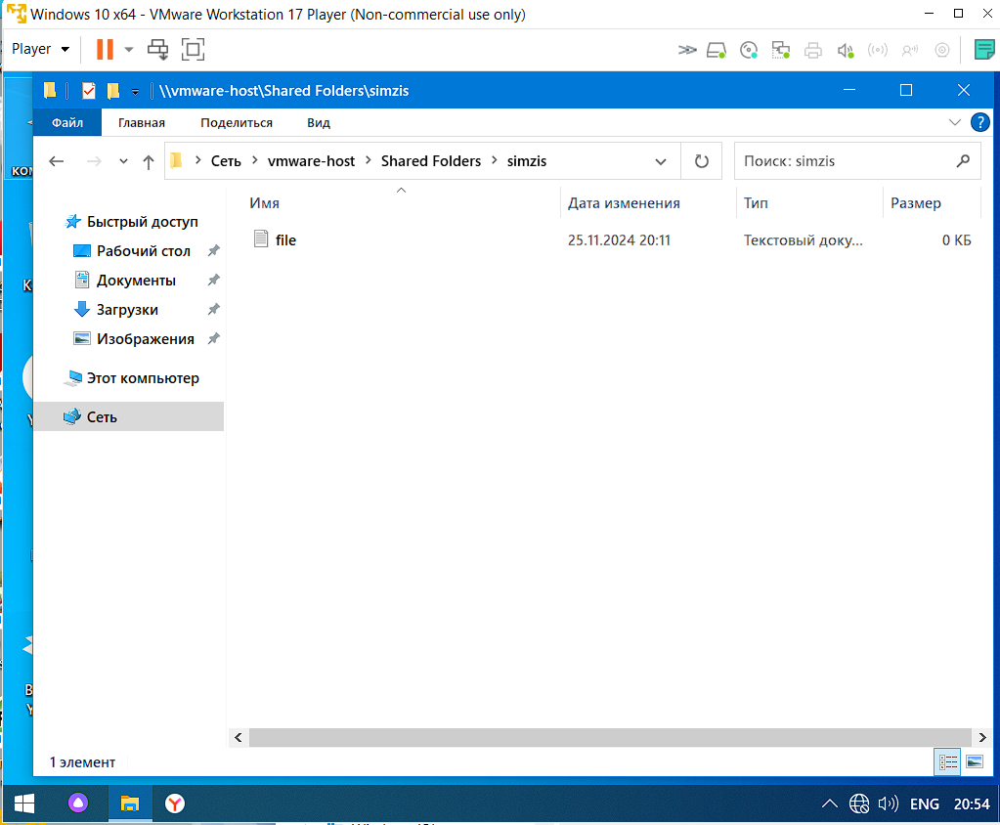 Windows 10 x64 - VMware Workstation 17 Player (Non-commercial use only)
Player
\\vmware-host\Shared Folders\simzis
Файл Главная Поделиться Вид
Сеть vmware-host Shared Folders simzis
Поиск: simzis
Имя Дата изменения Тип Размер
file 25.11.2024 20:11 Текстовый доку... 0 КБ
Быстрый доступ
Рабочий стол
Документы
Загрузки
Изображения
Этот компьютер
Сеть
1 элемент
ENG 20:54